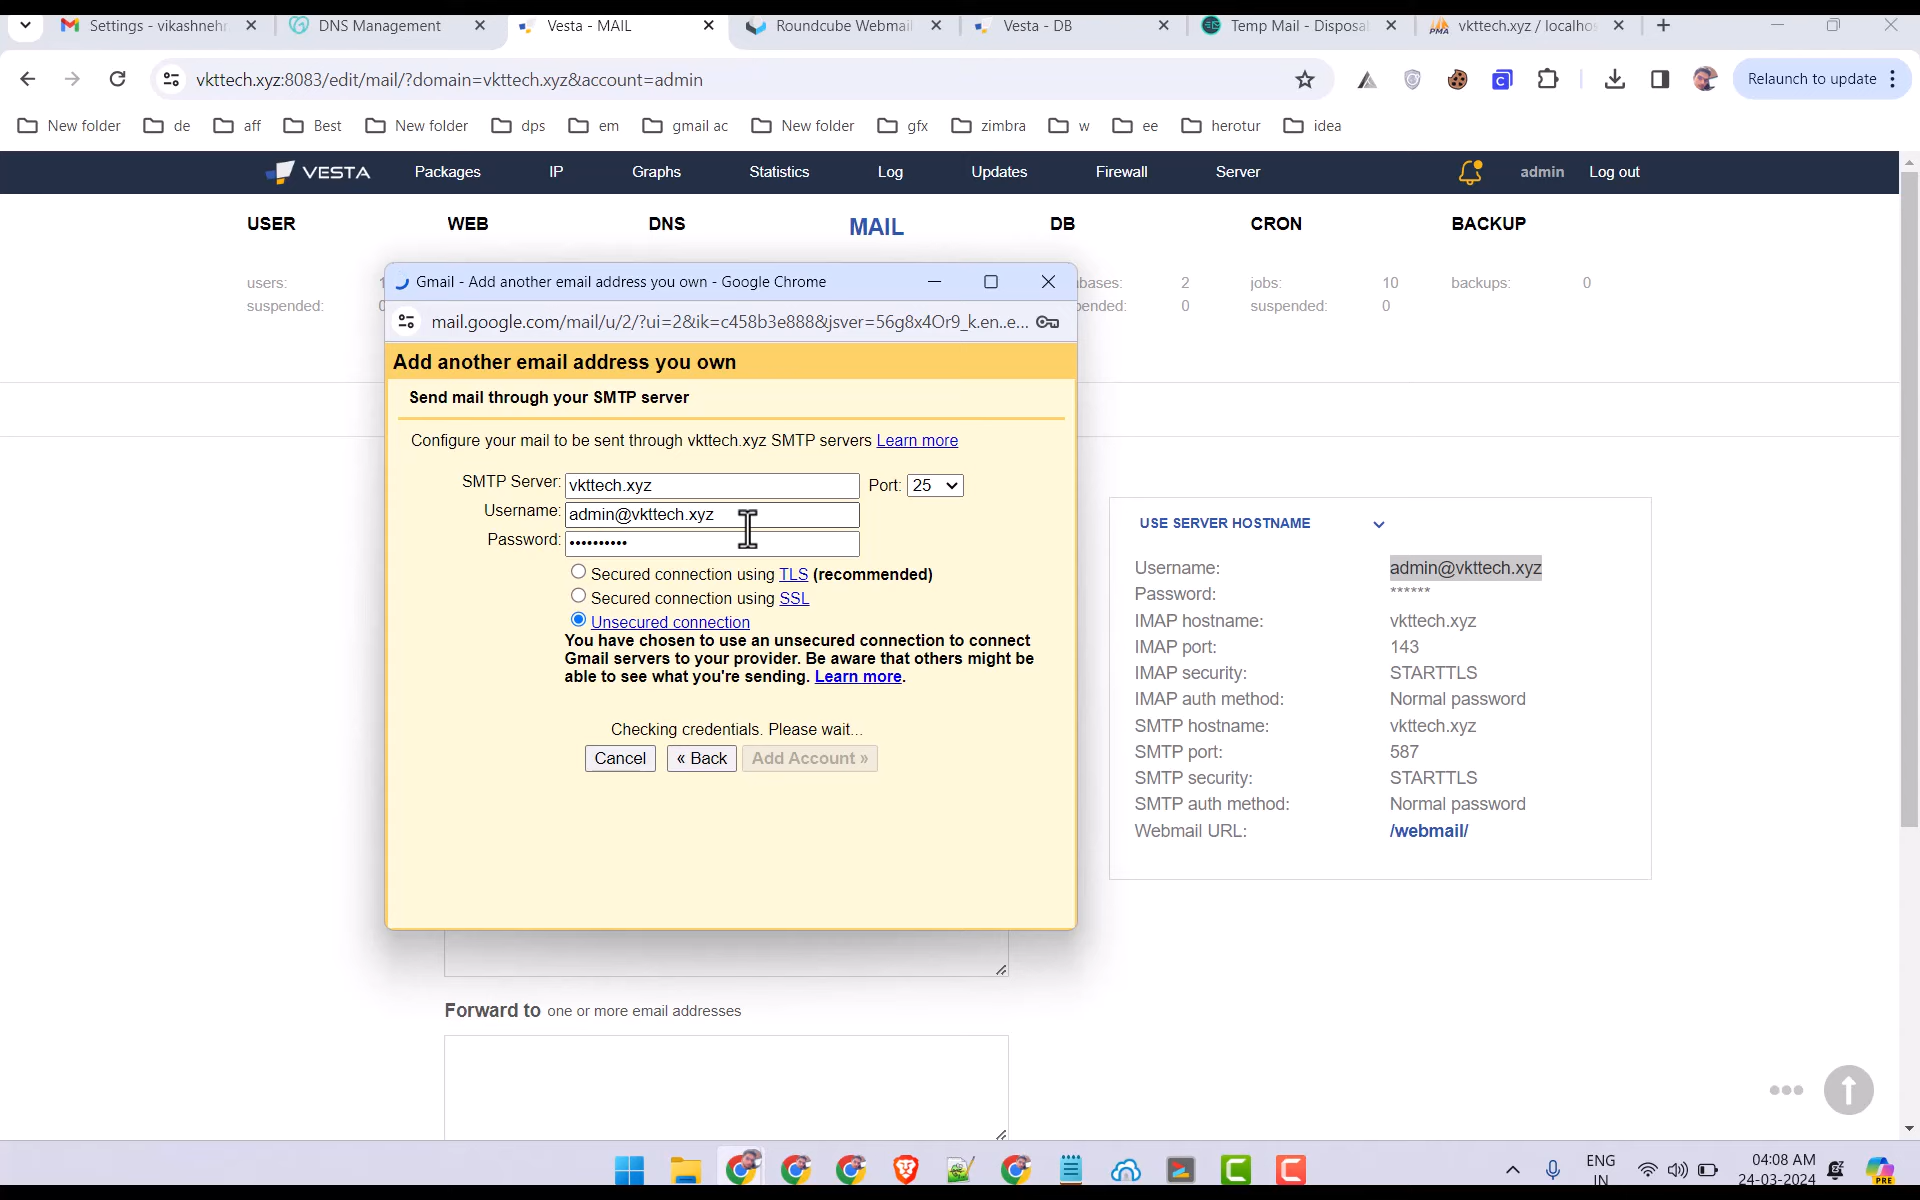 Settings - vikashnehr
DNS Management
Vesta - MAIL
Roundcube Webmail
Vesta - DB
Temp Mail - Disposal
vkttech.xyz / localhos
vkttech.xyz:8083/edit/mail/?domain=vkttech.xyz&account=admin
Relaunch to update
New folder
de
aff
Best
New folder
dps
em
gmail ac
New folder
gfx
zimbra
w
ee
herotur
idea
VESTA
Packages
IP
Graphs
Statistics
Log
Updates
Firewall
Server
admin
Log out
USER
WEB
DNS
MAIL
DB
CRON
BACKUP
users:
suspended:
bases: 2
pended: 0
jobs: 10
suspended: 0
backups: 0
Gmail - Add another email address you own - Google Chrome
mail.google.com/mail/u/2/?ui=2&ik=c458b3e888&jsver=56g8x4Or9_k.en..e...
Add another email address you own
Send mail through your SMTP server
Configure your mail to be sent through vkttech.xyz SMTP servers Learn more
SMTP Server: vkttech.xyz Port: 25
Username: admin@vkttech.xyz
Password: ••••••••••
Secured connection using TLS (recommended)
Secured connection using SSL
Unsecured connection
You have chosen to use an unsecured connection to connect
Gmail servers to your provider. Be aware that others might be
able to see what you're sending. Learn more.
Checking credentials. Please wait...
Cancel
« Back
Add Account »
USE SERVER HOSTNAME
Username: admin@vkttech.xyz
Password: ******
IMAP hostname: vkttech.xyz
IMAP port: 143
IMAP security: STARTTLS
IMAP auth method: Normal password
SMTP hostname: vkttech.xyz
SMTP port: 587
SMTP security: STARTTLS
SMTP auth method: Normal password
Webmail URL: /webmail/
Forward to one or more email addresses
ENG
IN
04:08 AM
24-03-2024